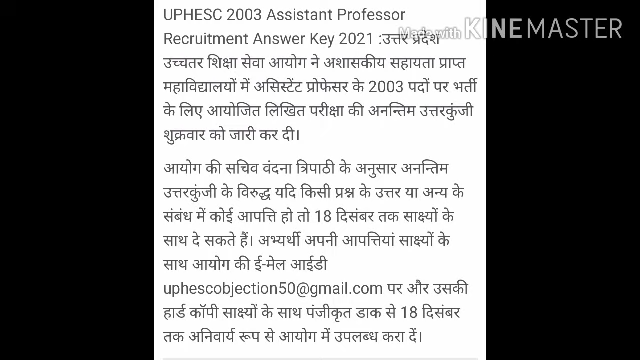 UPHESC 2003 Assistant Professor
Recruitment Answer Key 2021 :उत्तर प्रदेश
Made with KINEMASTER
उच्चतर शिक्षा सेवा आयोग ने अशासकीय सहायता प्राप्त
महाविद्यालयों में असिस्टेंट प्रोफेसर के 2003 पदों पर भर्ती
के लिए आयोजित लिखित परीक्षा की अनन्तिम उत्तरकुंजी
शुक्रवार को जारी कर दी।
आयोग की सचिव वंदना त्रिपाठी के अनुसार अनन्तिम
उत्तरकुंजी के विरुद्ध यदि किसी प्रश्न के उत्तर या अन्य के
संबंध में कोई आपत्ति हो तो 18 दिसंबर तक साक्ष्यों के
साथ दे सकते हैं। अभ्यर्थी अपनी आपत्तियां साक्ष्यों के
साथ आयोग की ई-मेल आईडी
uphescobjection50@gmail.com पर और उसकी
हार्ड कॉपी साक्ष्यों के साथ पंजीकृत डाक से 18 दिसंबर
तक अनिवार्य रूप से आयोग में उपलब्ध करा दें।